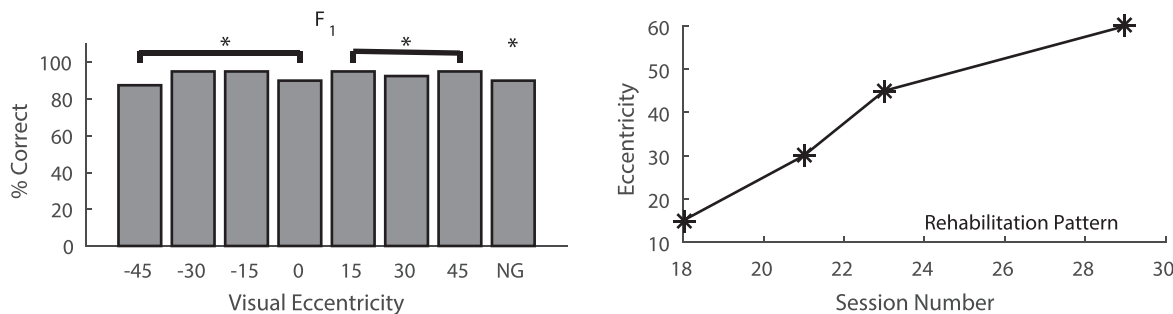 F1
* * *
100
80
60
40
20
0
% Correct
-45 -30 -15 0 15 30 45 NG
Visual Eccentricity
60
50
40
30
20
10
Eccentricity
Rehabilitation Pattern
18 20 22 24 26 28 30
Session Number